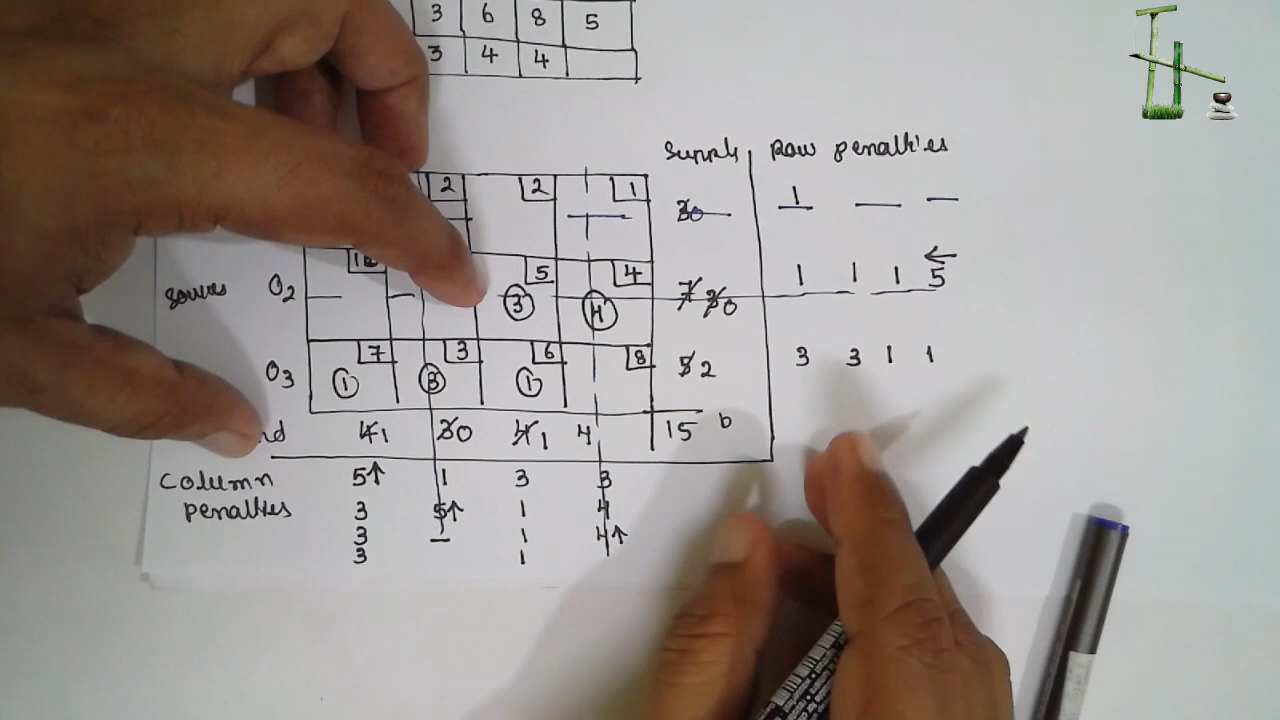 3 6 8 5
3 4 4
Supply Row penalties
2 2 1 30 1 — —
5 4 1 1 1 5 ←
Sources O2 3 4 7 3 0
7 3 6 8
O3 1 3 1 5 2 3 3 1 1
nd 4 1 3 0 4 1 4 15 b
Column 5↑ 1 3 3
penalties 3 5↑ 1 4
3 — 1 4↑
3 1